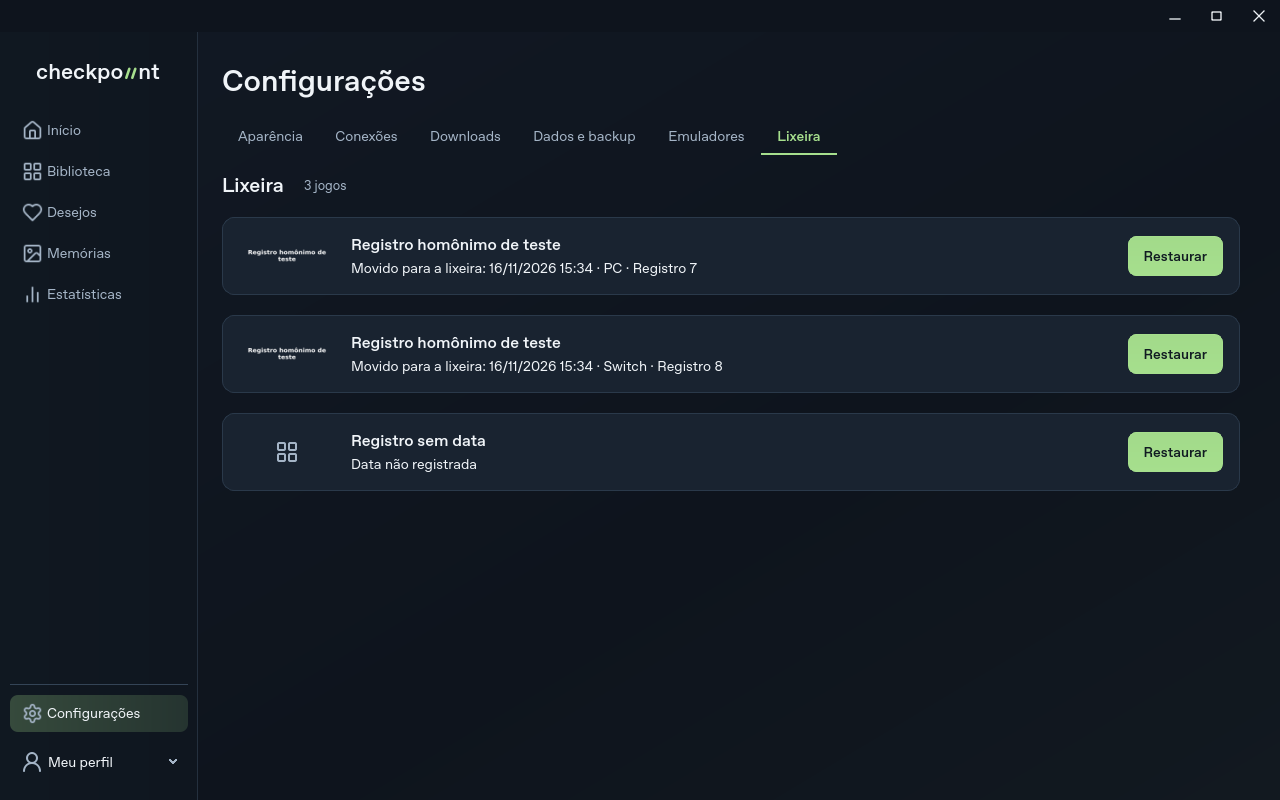 checkpoint
Início
Biblioteca
Desejos
Memórias
Estatísticas
Configurações
Meu perfil
Configurações
Aparência
Conexões
Downloads
Dados e backup
Emuladores
Lixeira
Lixeira
3 jogos
Registro homônimo de
teste
Registro homônimo de teste
Movido para a lixeira: 16/11/2026 15:34 · PC · Registro 7
Restaurar
Registro homônimo de
teste
Registro homônimo de teste
Movido para a lixeira: 16/11/2026 15:34 · Switch · Registro 8
Restaurar
Registro sem data
Data não registrada
Restaurar